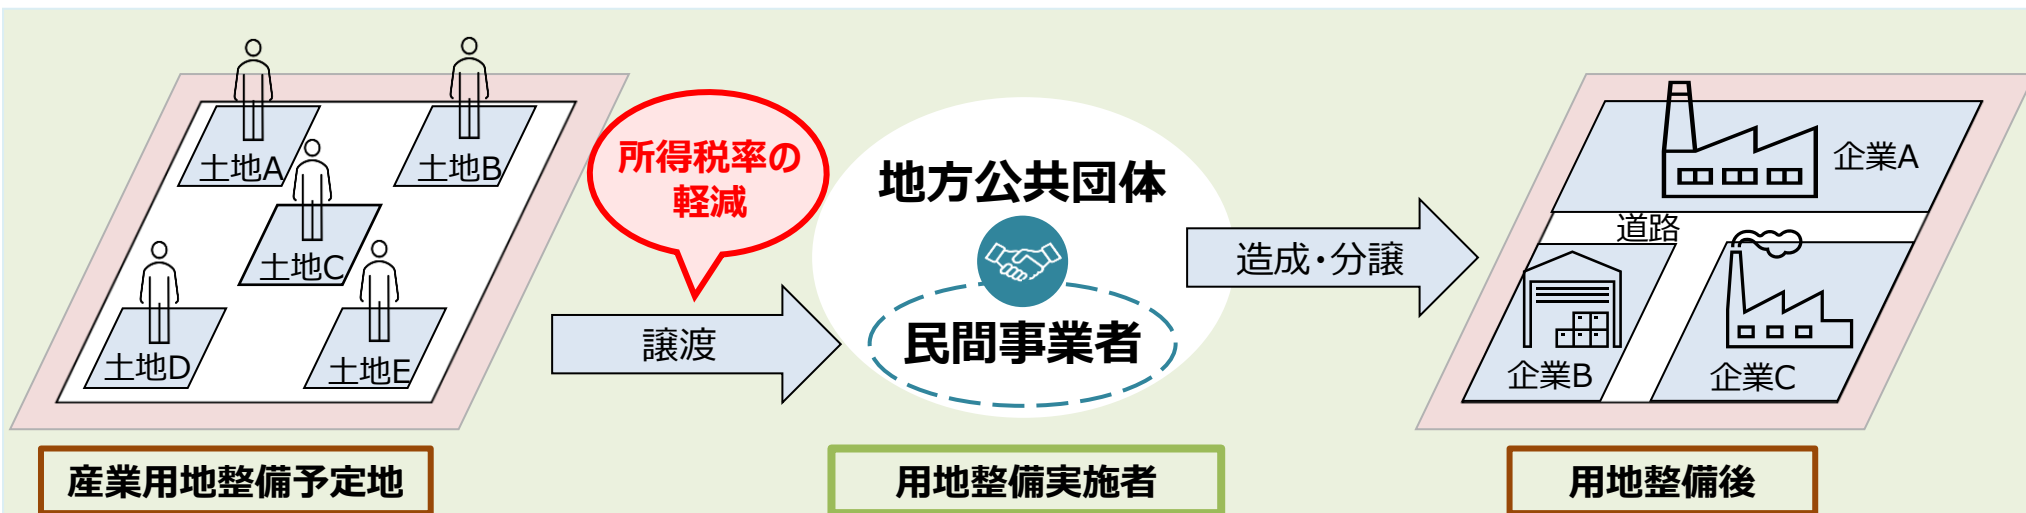 土地A
土地B
土地C
土地D
土地E
産業用地整備予定地
所得税率の
軽減
譲渡
地方公共団体
民間事業者
用地整備実施者
造成・分譲
企業A
道路
企業B
企業C
用地整備後